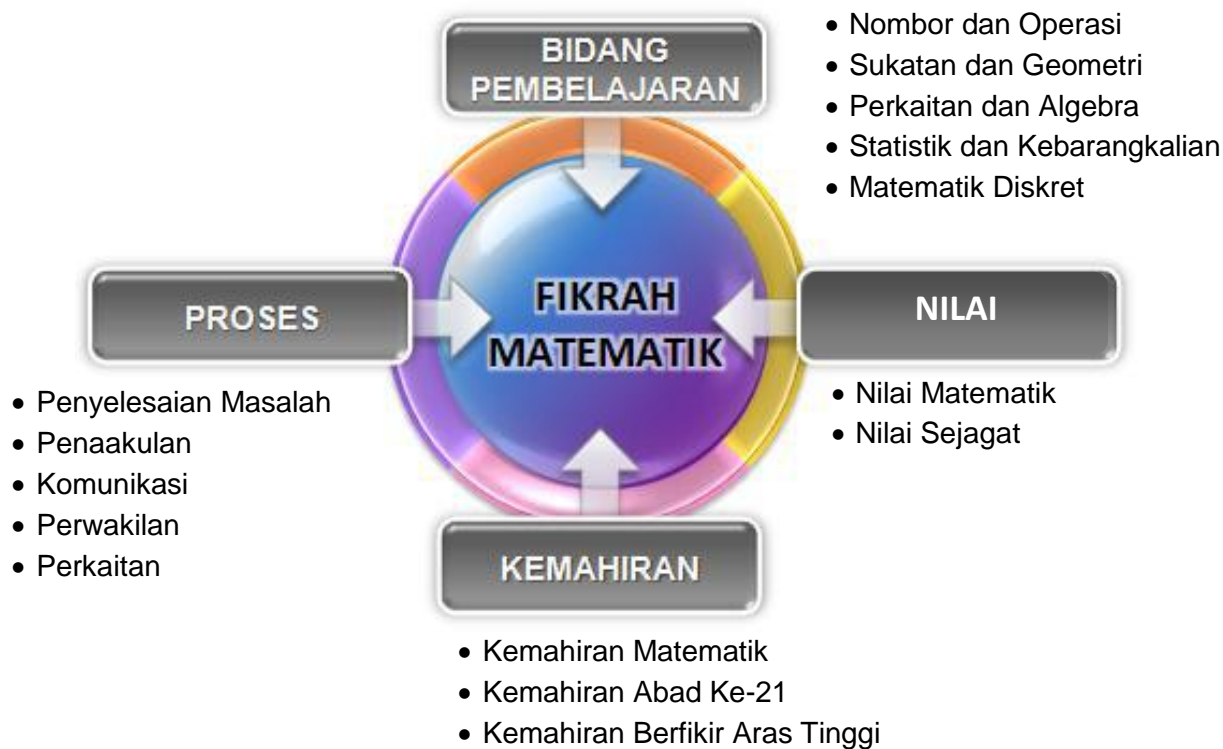 BIDANG
PEMBELAJARAN
• Nombor dan Operasi
• Sukatan dan Geometri
• Perkaitan dan Algebra
• Statistik dan Kebarangkalian
• Matematik Diskret
PROSES
• Penyelesaian Masalah
• Penaakulan
• Komunikasi
• Perwakilan
• Perkaitan
FIKRAH
MATEMATIK
NILAI
• Nilai Matematik
• Nilai Sejagat
KEMAHIRAN
• Kemahiran Matematik
• Kemahiran Abad Ke-21
• Kemahiran Berfikir Aras Tinggi